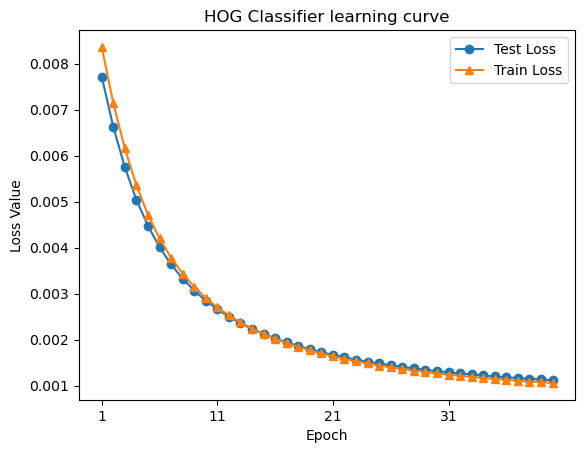 HOG Classifier learning curve
Test Loss
Train Loss
0.008
0.007
0.006
0.005
0.004
0.003
0.002
0.001
Loss Value
1 11 21 31
Epoch